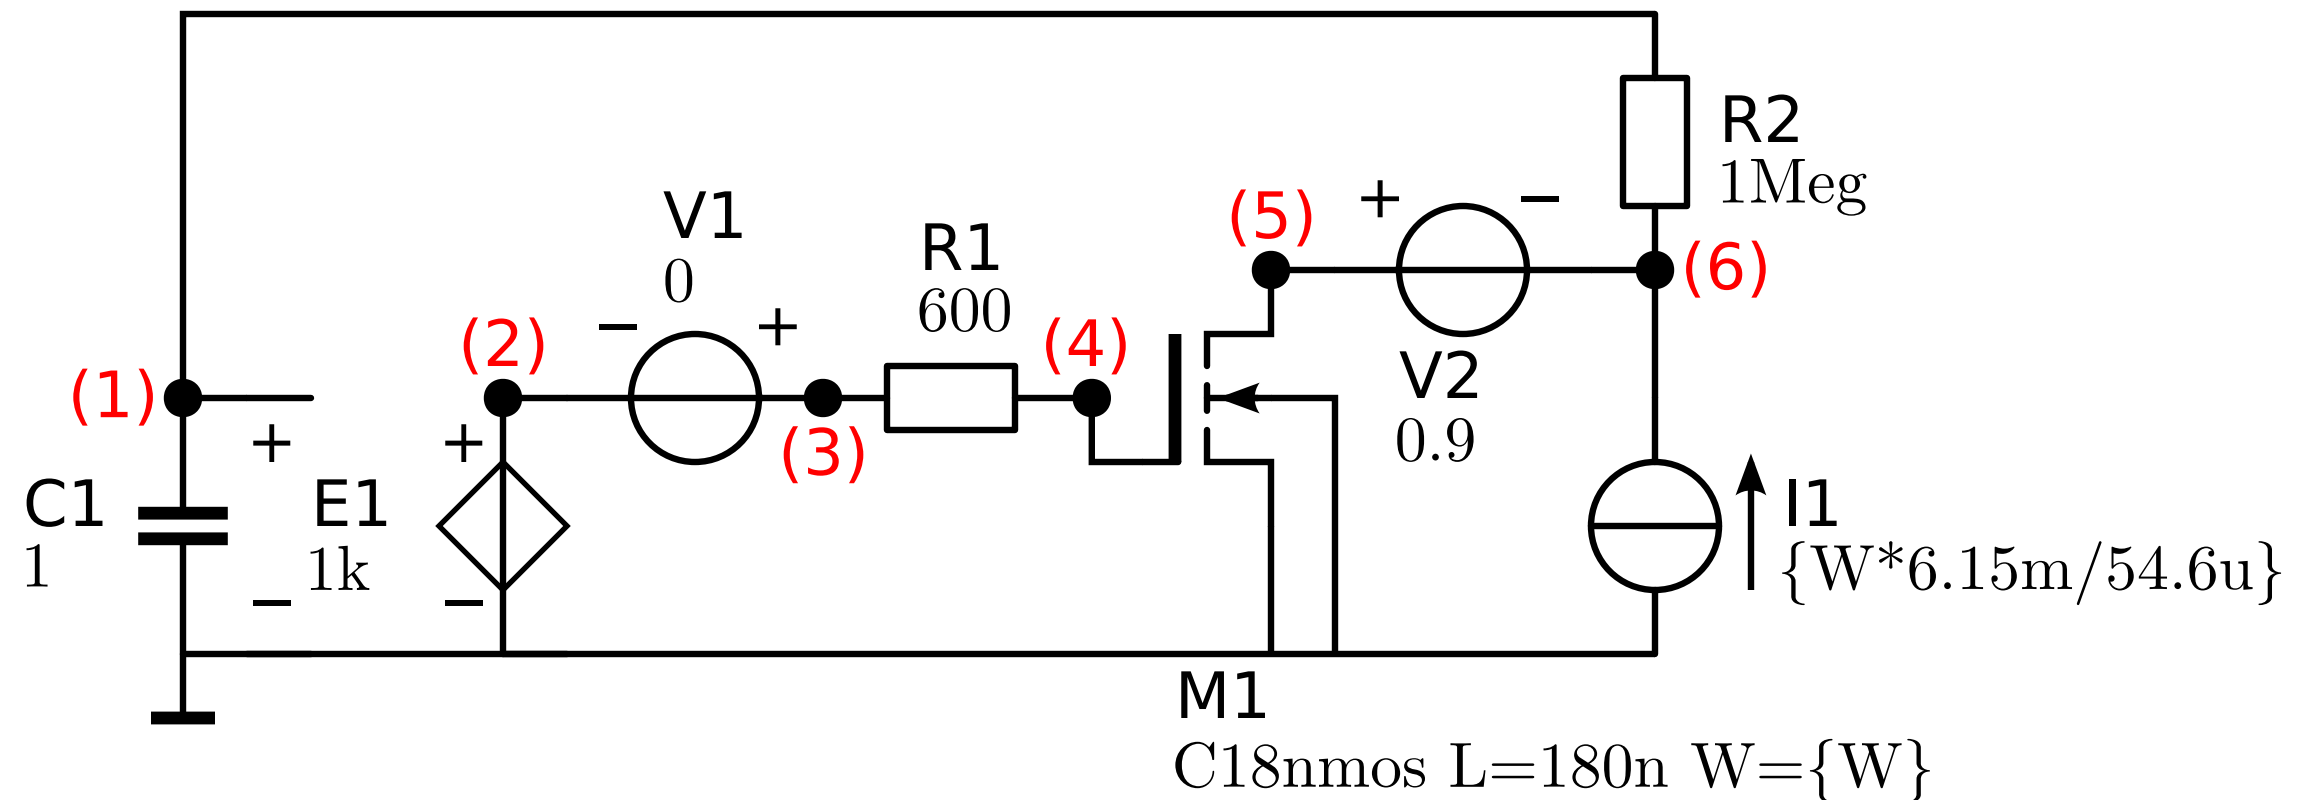 R2
1Meg
V1
0
R1
600
(5)
+ −
(6)
(2)
− +
(4)
V2
0.9
(1)
(3)
+
+
C1
1
E1
1k
−
−
I1
{W*6.15m/54.6u}
M1
C18nmos L=180n W={W}